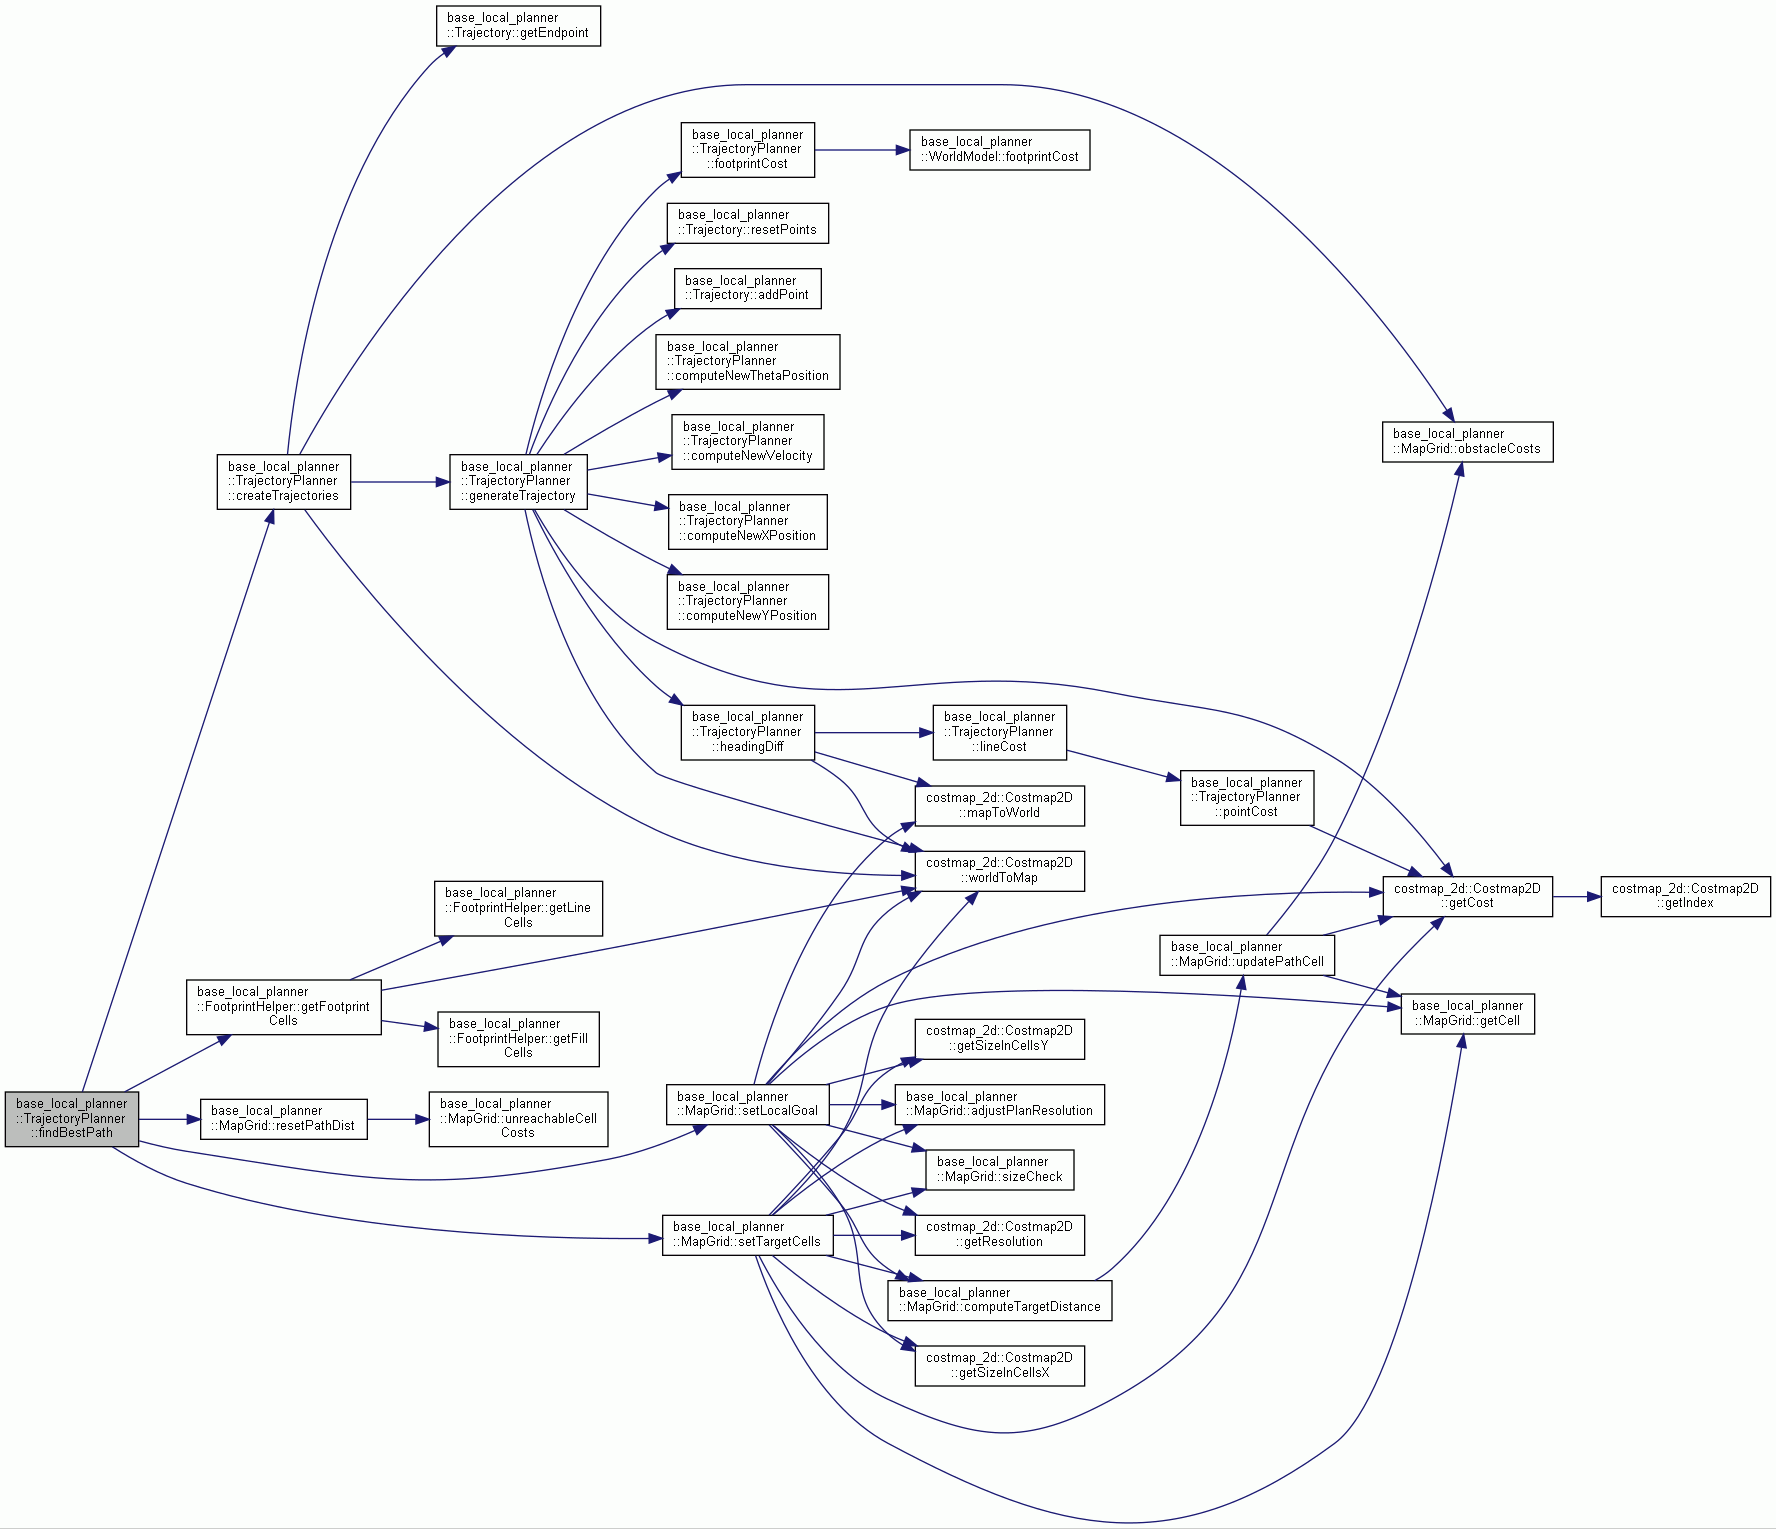 base_local_planner
::Trajectory::getEndpoint
base_local_planner
::TrajectoryPlanner
::footprintCost
base_local_planner
::WorldModel::footprintCost
base_local_planner
::Trajectory::resetPoints
base_local_planner
::Trajectory::addPoint
base_local_planner
::TrajectoryPlanner
::computeNewThetaPosition
base_local_planner
::TrajectoryPlanner
::computeNewVelocity
base_local_planner
::MapGrid::obstacleCosts
base_local_planner
::TrajectoryPlanner
::createTrajectories
base_local_planner
::TrajectoryPlanner
::generateTrajectory
base_local_planner
::TrajectoryPlanner
::computeNewXPosition
base_local_planner
::TrajectoryPlanner
::computeNewYPosition
base_local_planner
::TrajectoryPlanner
::headingDiff
base_local_planner
::TrajectoryPlanner
::lineCost
base_local_planner
::TrajectoryPlanner
::pointCost
costmap_2d::Costmap2D
::mapToWorld
costmap_2d::Costmap2D
::worldToMap
costmap_2d::Costmap2D
::getCost
costmap_2d::Costmap2D
::getIndex
base_local_planner
::FootprintHelper::getLine
Cells
base_local_planner
::MapGrid::updatePathCell
base_local_planner
::FootprintHelper::getFootprint
Cells
base_local_planner
::MapGrid::getCell
base_local_planner
::FootprintHelper::getFill
Cells
costmap_2d::Costmap2D
::getSizeInCellsY
base_local_planner
::TrajectoryPlanner
::findBestPath
base_local_planner
::MapGrid::resetPathDist
base_local_planner
::MapGrid::unreachableCell
Costs
base_local_planner
::MapGrid::setLocalGoal
base_local_planner
::MapGrid::adjustPlanResolution
base_local_planner
::MapGrid::sizeCheck
base_local_planner
::MapGrid::setTargetCells
costmap_2d::Costmap2D
::getResolution
base_local_planner
::MapGrid::computeTargetDistance
costmap_2d::Costmap2D
::getSizeInCellsX